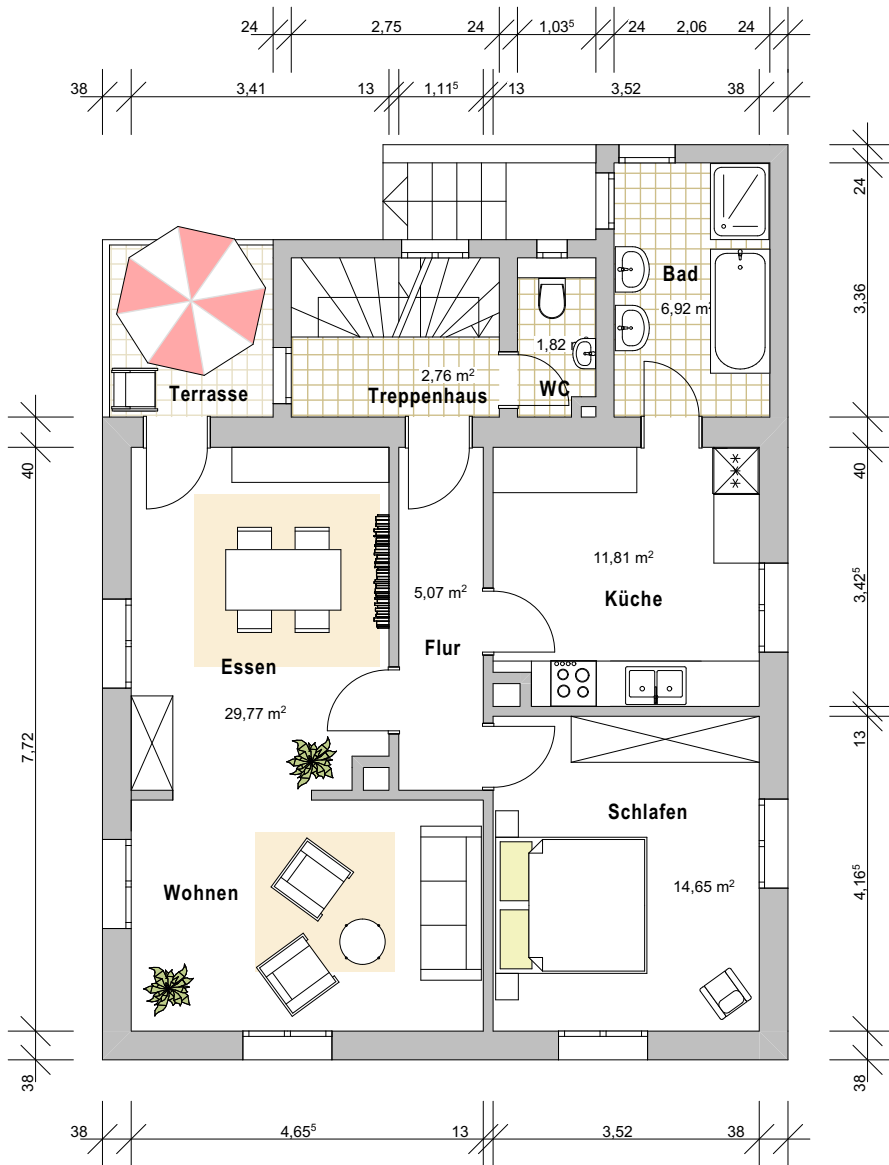 24 2,75 24 1,03⁵ 24 2,06 24
38 3,41 13 1,11⁵ 13 3,52 38
24
3.36
Bad
6,92 m²
1,82
2,76 m²
WC
Terrasse
Treppenhaus
40
40
11,81 m²
3,42⁵
5,07 m²
Küche
Flur
Essen
29,77 m²
7,72
13
Schlafen
Wohnen
14,65 m²
4,16⁵
38
38
38 4,65⁵ 13 3,52 38